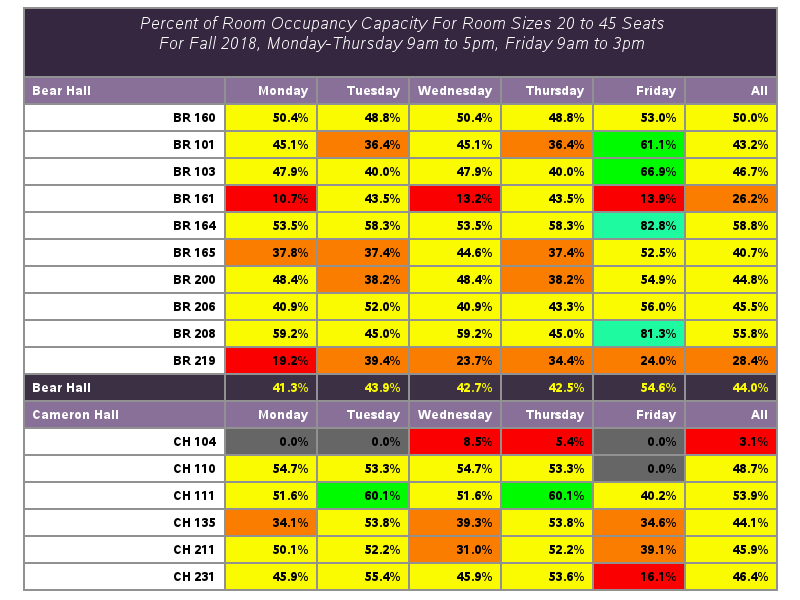 Percent of Room Occupancy Capacity For Room Sizes 20 to 45 Seats
For Fall 2018, Monday-Thursday 9am to 5pm, Friday 9am to 3pm
Bear Hall Monday Tuesday Wednesday Thursday Friday All
BR 160 50.4% 48.8% 50.4% 48.8% 53.0% 50.0%
BR 101 45.1% 36.4% 45.1% 36.4% 61.1% 43.2%
BR 103 47.9% 40.0% 47.9% 40.0% 66.9% 46.7%
BR 161 10.7% 43.5% 13.2% 43.5% 13.9% 26.2%
BR 164 53.5% 58.3% 53.5% 58.3% 82.8% 58.8%
BR 165 37.8% 37.4% 44.6% 37.4% 52.5% 40.7%
BR 200 48.4% 38.2% 48.4% 38.2% 54.9% 44.8%
BR 206 40.9% 52.0% 40.9% 43.3% 56.0% 45.5%
BR 208 59.2% 45.0% 59.2% 45.0% 81.3% 55.8%
BR 219 19.2% 39.4% 23.7% 34.4% 24.0% 28.4%
Bear Hall 41.3% 43.9% 42.7% 42.5% 54.6% 44.0%
Cameron Hall Monday Tuesday Wednesday Thursday Friday All
CH 104 0.0% 0.0% 8.5% 5.4% 0.0% 3.1%
CH 110 54.7% 53.3% 54.7% 53.3% 0.0% 48.7%
CH 111 51.6% 60.1% 51.6% 60.1% 40.2% 53.9%
CH 135 34.1% 53.8% 39.3% 53.8% 34.6% 44.1%
CH 211 50.1% 52.2% 31.0% 52.2% 39.1% 45.9%
CH 231 45.9% 55.4% 45.9% 53.6% 16.1% 46.4%